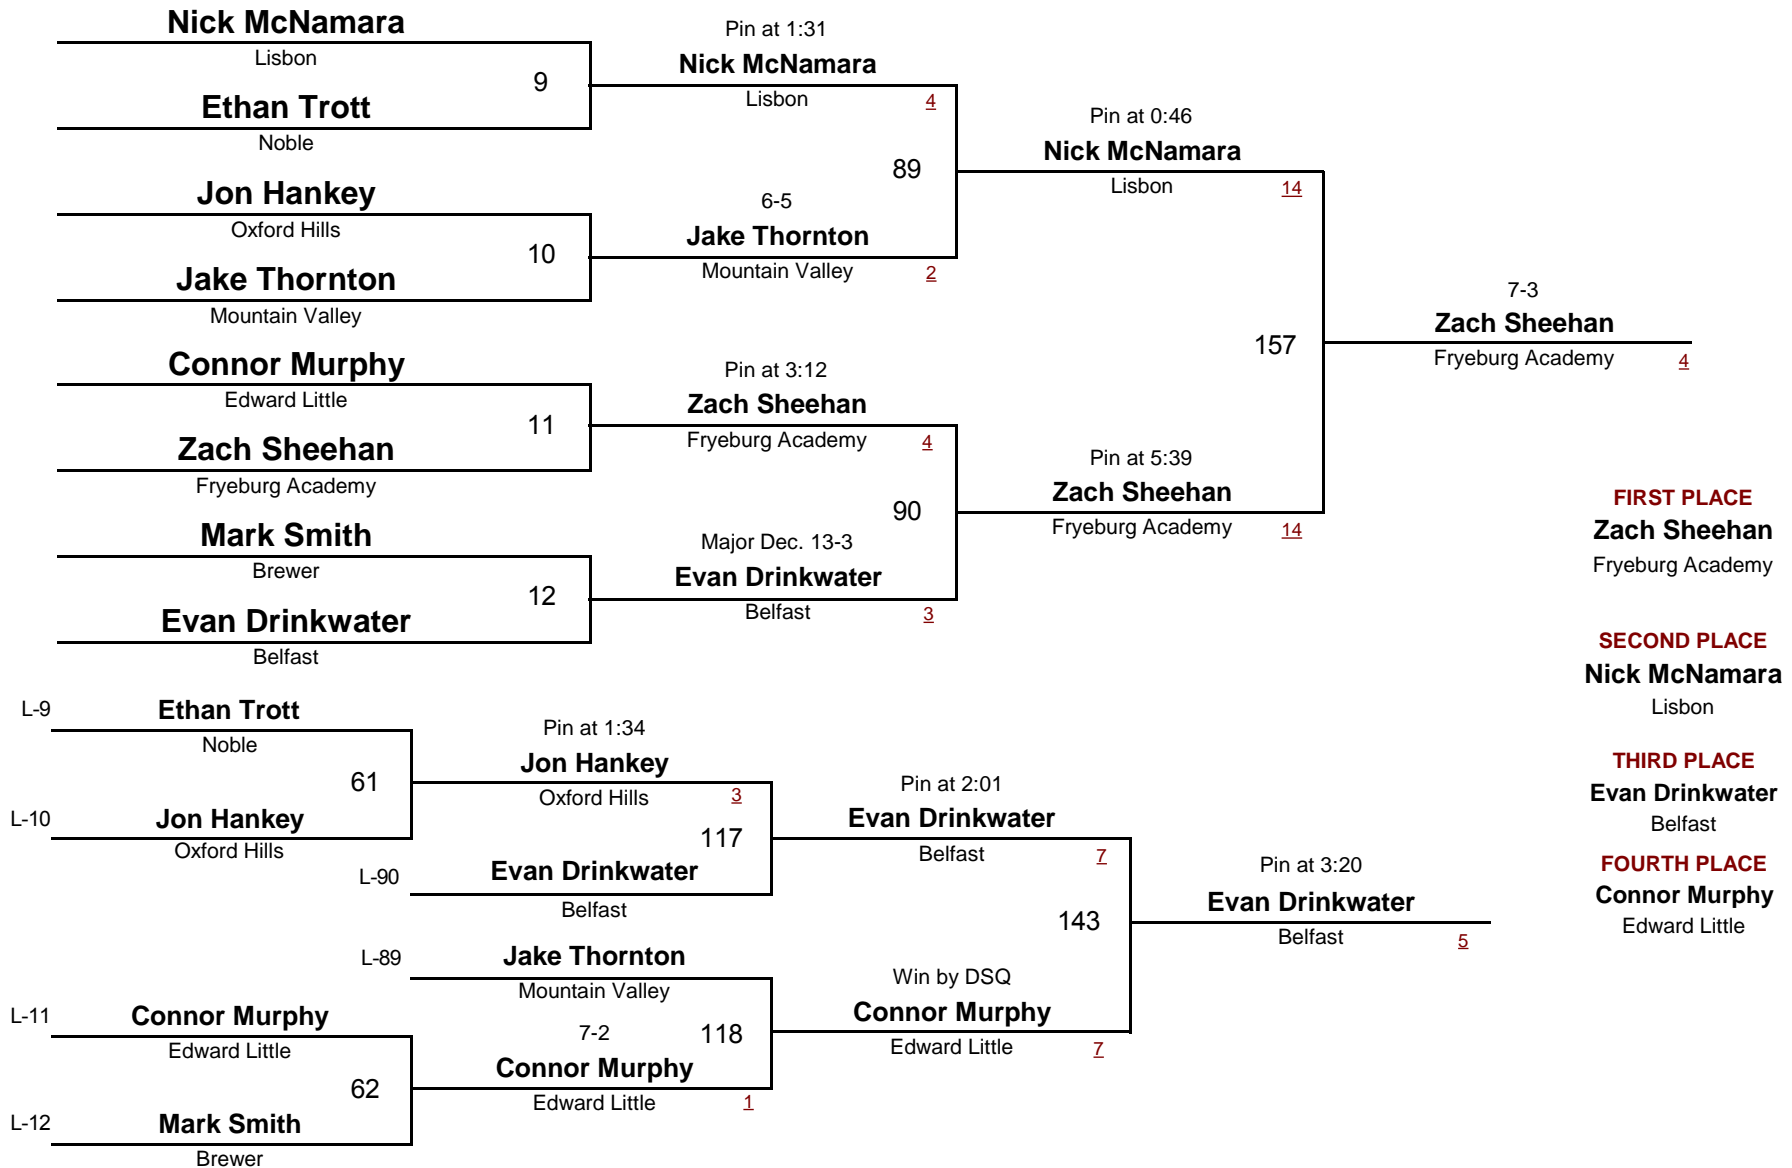 Nick McNamara
Lisbon
9
Ethan Trott
Noble
Pin at 1:31
Nick McNamara
Lisbon
4
89
Jon Hankey
Oxford Hills
10
Jake Thornton
Mountain Valley
6-5
Jake Thornton
Mountain Valley
2
Pin at 0:46
Nick McNamara
Lisbon
14
157
Connor Murphy
Edward Little
11
Zach Sheehan
Fryeburg Academy
Pin at 3:12
Zach Sheehan
Fryeburg Academy
4
90
Mark Smith
Brewer
12
Evan Drinkwater
Belfast
Major Dec. 13-3
Evan Drinkwater
Belfast
3
Pin at 5:39
Zach Sheehan
Fryeburg Academy
14
7-3
Zach Sheehan
Fryeburg Academy
4
FIRST PLACE
Zach Sheehan
Fryeburg Academy
SECOND PLACE
Nick McNamara
Lisbon
THIRD PLACE
Evan Drinkwater
Belfast
FOURTH PLACE
Connor Murphy
Edward Little
L-9
Ethan Trott
Noble
61
L-10
Jon Hankey
Oxford Hills
Pin at 1:34
Jon Hankey
Oxford Hills
3
117
L-90
Evan Drinkwater
Belfast
Pin at 2:01
Evan Drinkwater
Belfast
7
143
L-89
Jake Thornton
Mountain Valley
118
L-11
Connor Murphy
Edward Little
62
L-12
Mark Smith
Brewer
7-2
Connor Murphy
Edward Little
1
Win by DSQ
Connor Murphy
Edward Little
7
Pin at 3:20
Evan Drinkwater
Belfast
5